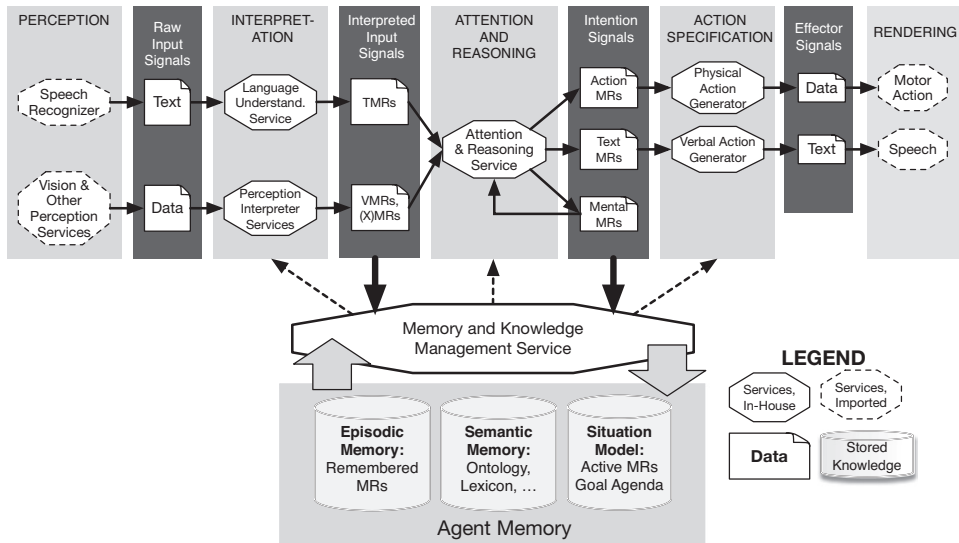 PERCEPTION
Raw
Input
Signals
INTERPRET-
ATION
Interpreted
Input
Signals
ATTENTION
AND
REASONING
Intention
Signals
ACTION
SPECIFICATION
Effector
Signals
RENDERING
Speech
Recognizer
Text
Language
Understand.
Service
TMRs
Attention
& Reasoning
Service
Action
MRs
Physical
Action
Generator
Data
Motor
Action
Text
MRs
Verbal Action
Generator
Text
Speech
Vision &
Other
Perception
Services
Data
Perception
Interpreter
Services
VMRs,
(X)MRs
Mental
MRs
Memory and Knowledge
Management Service
Episodic
Memory:
Remembered
MRs
Semantic
Memory:
Ontology,
Lexicon, …
Situation
Model:
Active MRs
Goal Agenda
Agent Memory
LEGEND
Services,
In-House
Services,
Imported
Data
Stored
Knowledge